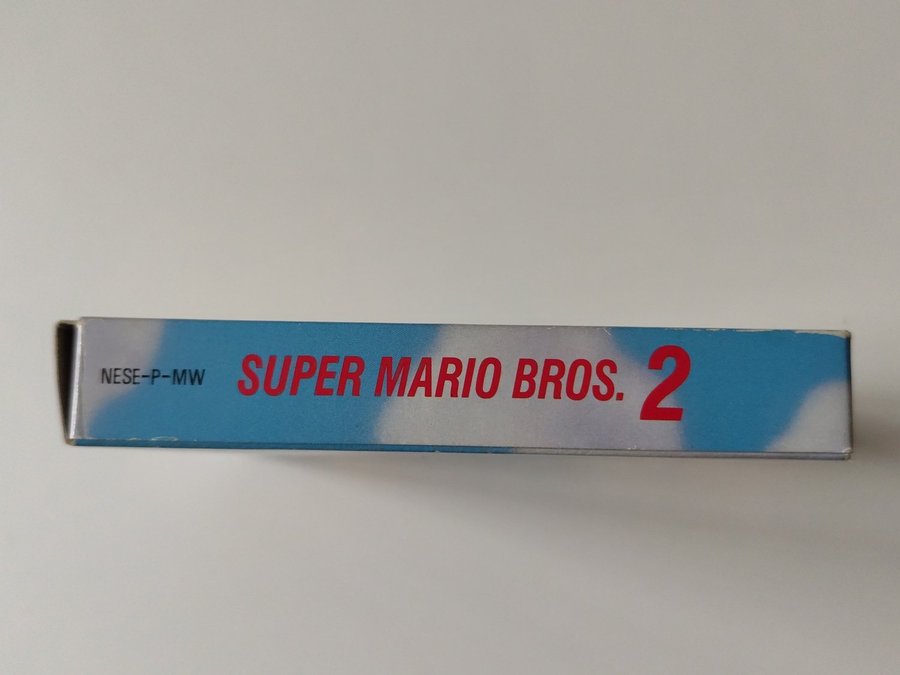 NESE-P-MW SUPER MARIO BROS. 2